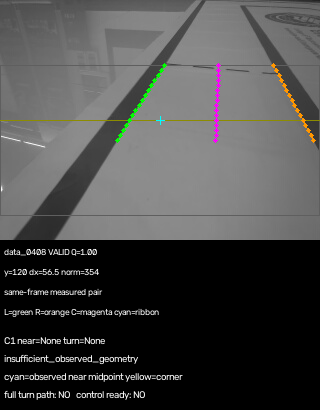 data_0408 VALID Q=1.00
y=120 dx=56.5 norm=354
same-frame measured pair
L=green R=orange C=magenta cyan=ribbon
C1 near=None turn=None
insufficient_observed_geometry
cyan=observed near midpoint yellow=corner
full turn path: NO control ready: NO